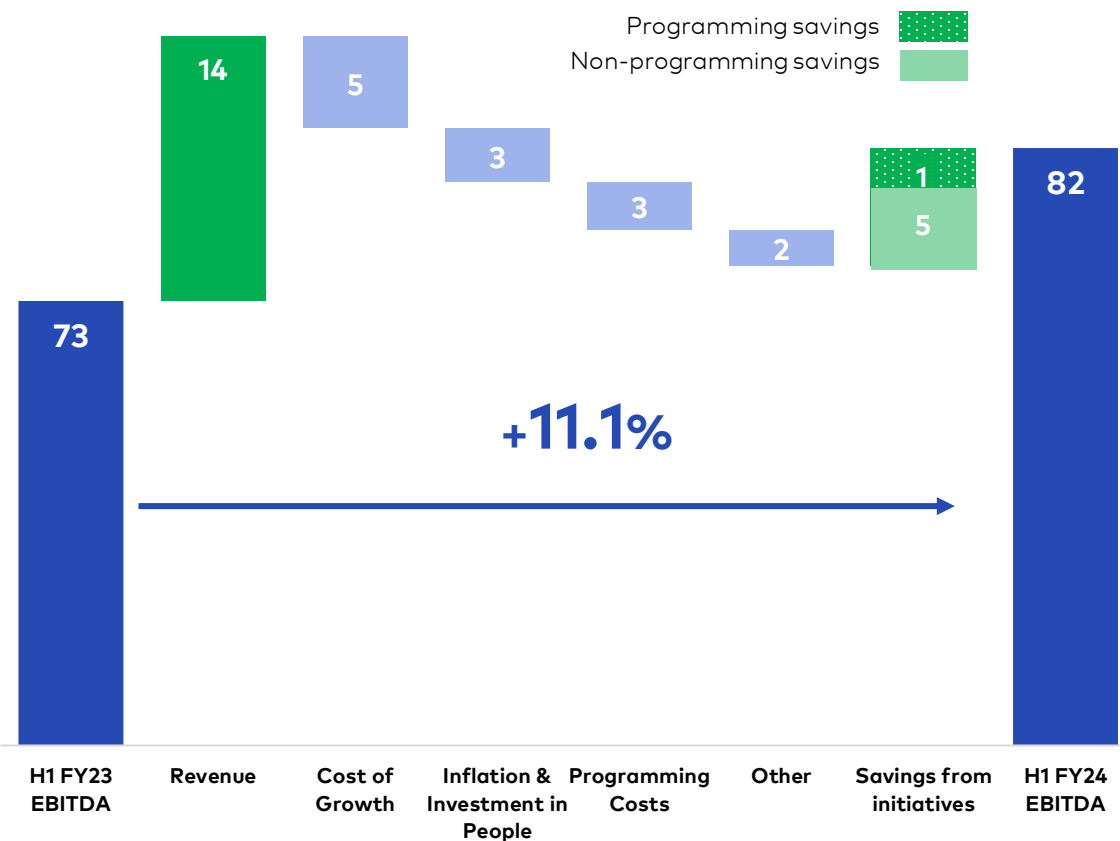 Programming savings
Non-programming savings
14
5
3
3
2
1
5
82
73
+11.1%
H1 FY23
EBITDA
Revenue
Cost of
Growth
Inflation &
Investment in
People
Programming
Costs
Other
Savings from
initiatives
H1 FY24
EBITDA